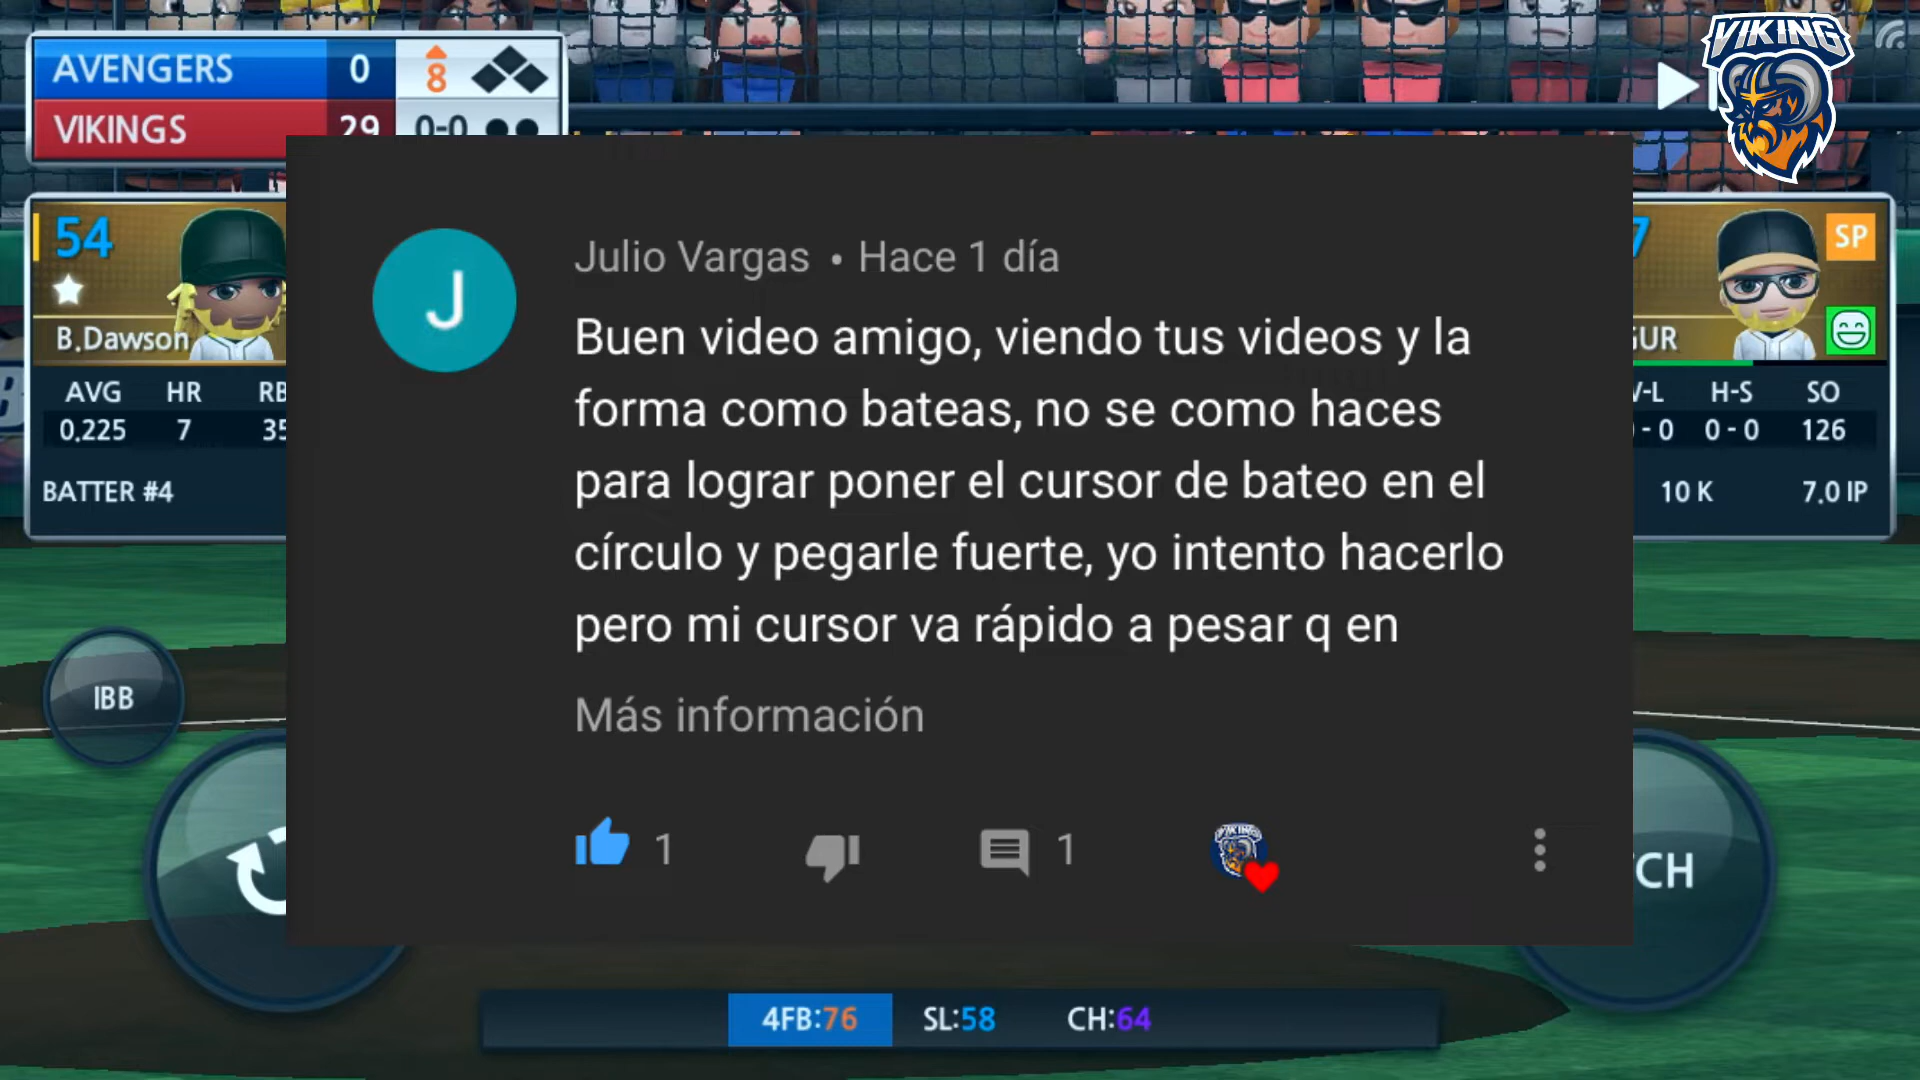 VIKING
AVENGERS 0 8
VIKINGS 29 0-0
54
B.Dawson
AVG HR
0.225 7 35
BATTER #4
SP
V-L H-S SO
- 0 0 - 0 126
10 K 7.0 IP
J
Julio Vargas • Hace 1 día
Buen video amigo, viendo tus videos y la
forma como bateas, no se como haces
para lograr poner el cursor de bateo en el
círculo y pegarle fuerte, yo intento hacerlo
pero mi cursor va rápido a pesar q en
Más información
1 1
IBB
4FB:76 SL:58 CH:64